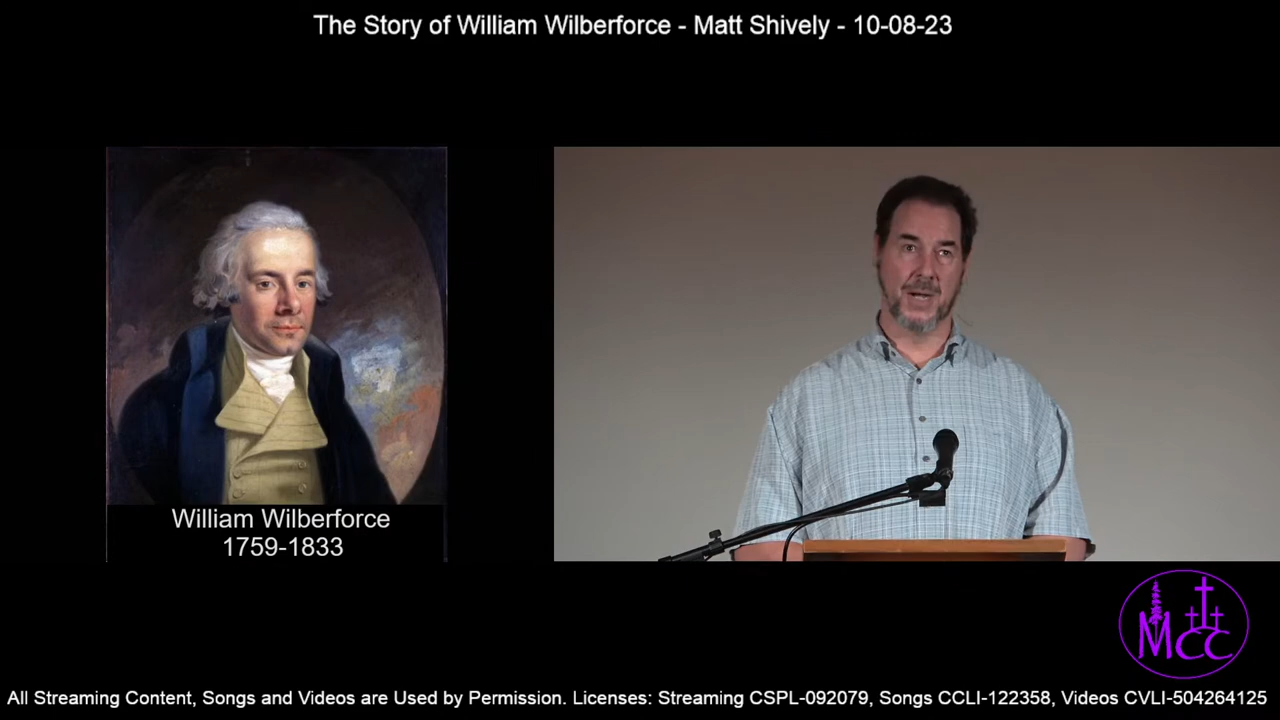 The Story of William Wilberforce - Matt Shively - 10-08-23
William Wilberforce
1759-1833
MCC
All Streaming Content, Songs and Videos are Used by Permission. Licenses: Streaming CSPL-092079, Songs CCLI-122358, Videos CVLI-504264125